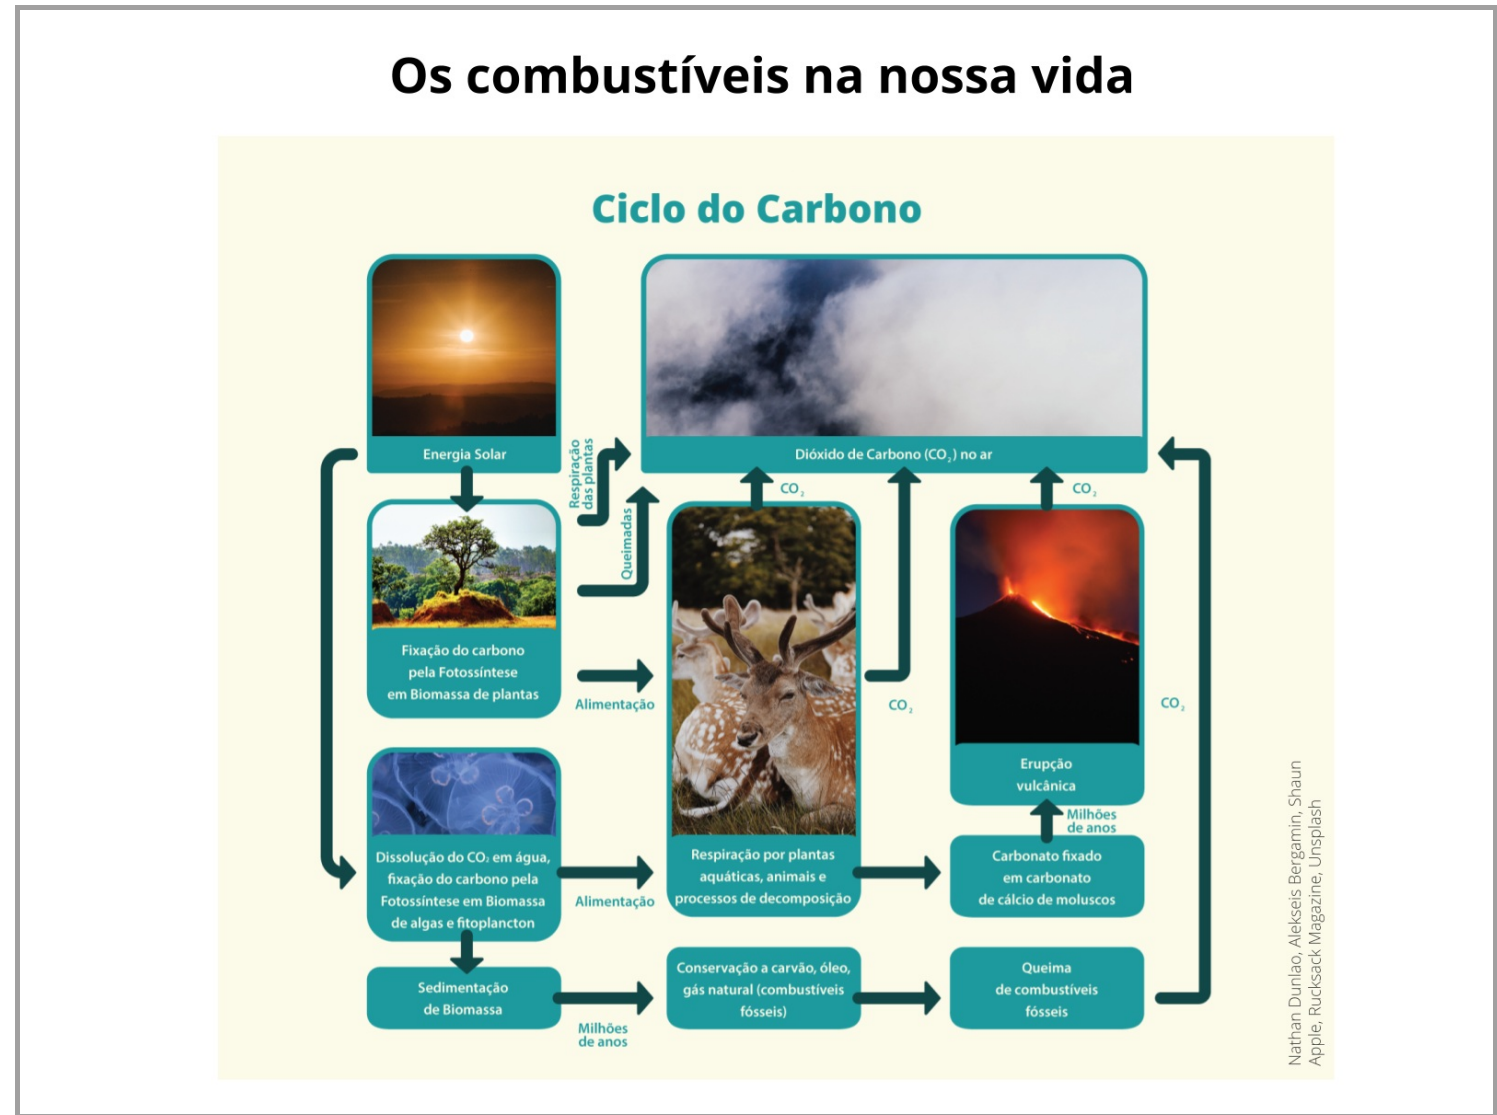 Os combustíveis na nossa vida
Ciclo do Carbono
Energia Solar
Dióxido de Carbono (CO₂) no ar
Respiração
das plantas
Queimadas
CO₂
CO₂
Fixação do carbono
pela Fotossíntese
em Biomassa de plantas
Alimentação
CO₂
CO₂
Erupção
vulcânica
Milhões
de anos
Dissolução do CO₂ em água,
fixação do carbono pela
Fotossíntese em Biomassa
de algas e fitoplancton
Alimentação
Respiração por plantas
aquáticas, animais e
processos de decomposição
Carbonato fixado
em carbonato
de cálcio de moluscos
Sedimentação
de Biomassa
Milhões
de anos
Conservação a carvão, óleo,
gás natural (combustíveis
fósseis)
Queima
de combustíveis
fósseis
Nathan Dunlao, Alekseis Bergamin, Shaun
Apple, Rucksack Magazine, Unsplash